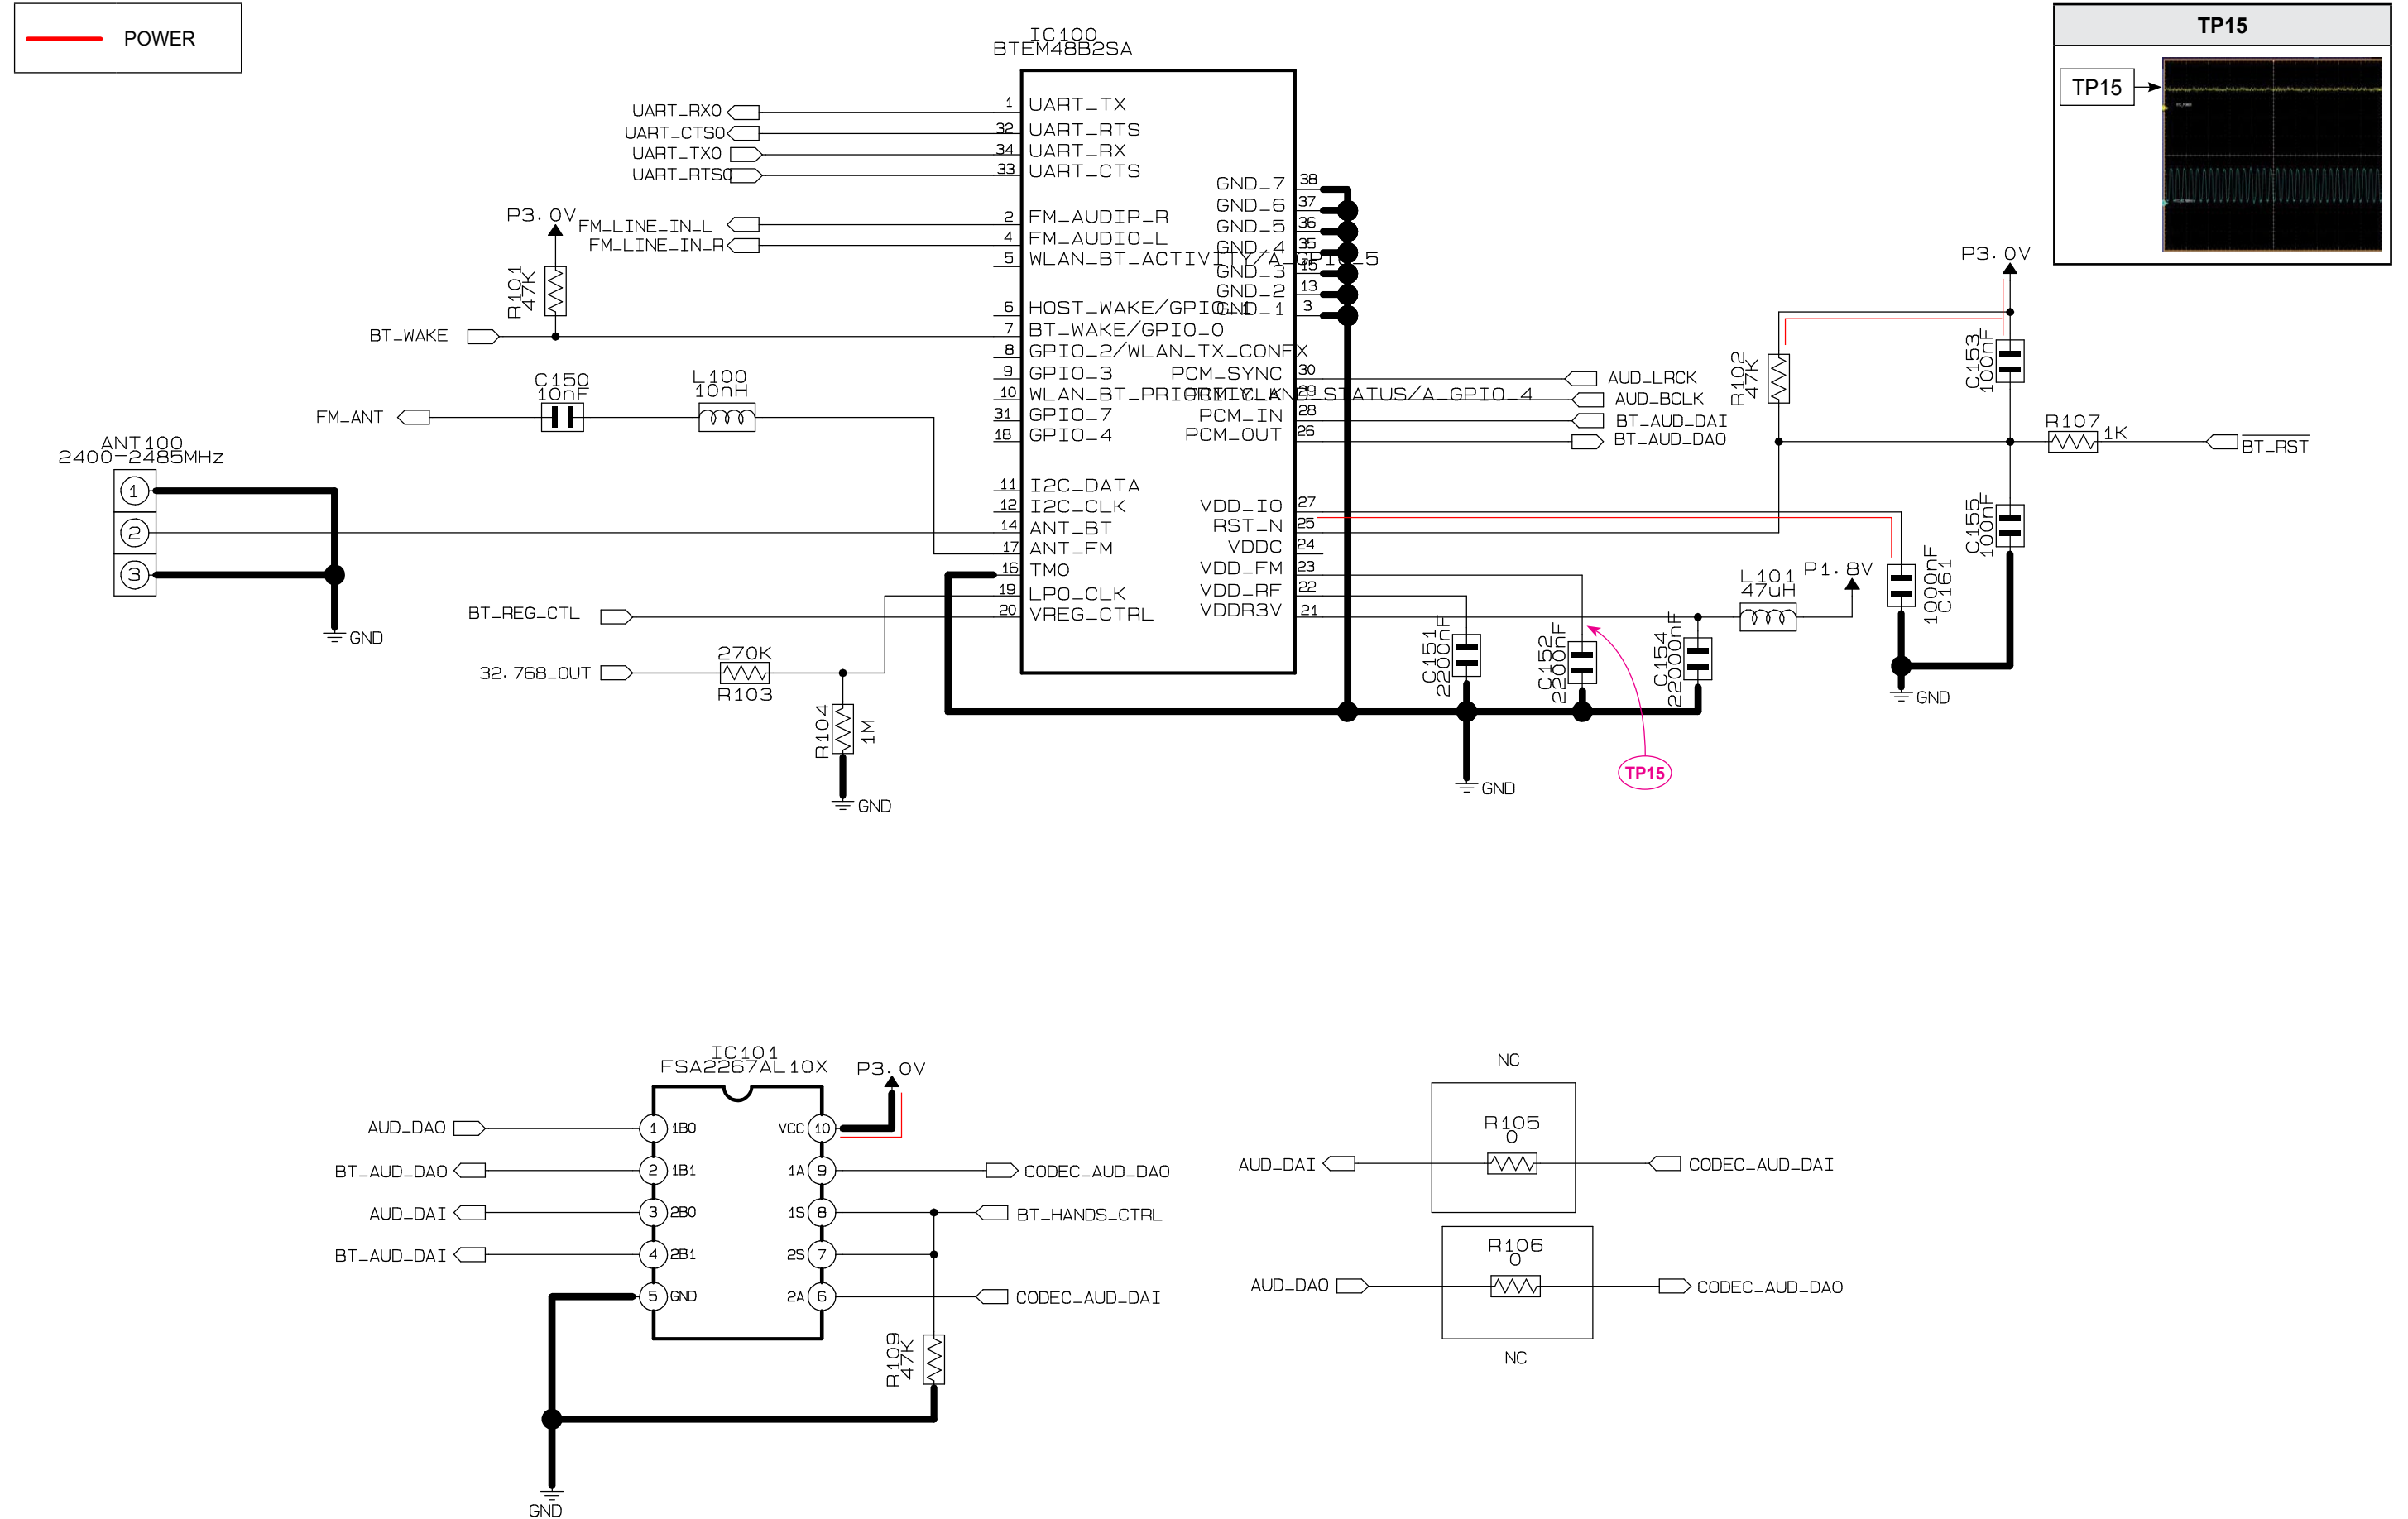 POWER
TP15
TP15
IC100
BTEM48B2SA
UART_RX0
UART_CTS0
UART_TX0
UART_RTS0
1 UART_TX
32 UART_RTS
34 UART_RX
33 UART_CTS
P3.0V
R101
47K
FM_LINE_IN_L
FM_LINE_IN_R
2 FM_AUDIP_R
4 FM_AUDIO_L
5 WLAN_BT_ACTIVITY/A_GPIO_5
6 HOST_WAKE/GPIO_1
BT_WAKE
7 BT_WAKE/GPIO_0
8 GPIO_2/WLAN_TX_CONFX
9 GPIO_3
10 WLAN_BT_PRIORITY_AND_STATUS/A_GPIO_4
31 GPIO_7
18 GPIO_4
11 I2C_DATA
12 I2C_CLK
14 ANT_BT
17 ANT_FM
16 TMO
19 LPO_CLK
20 VREG_CTRL
GND_7 38
GND_6 37
GND_5 36
GND_4 35
GND_3 15
GND_2 13
GND_1 3
PCM_SYNC 30
PCM_CLK 29
PCM_IN 28
PCM_OUT 26
VDD_IO 27
RST_N 25
VDDC 24
VDD_FM 23
VDD_RF 22
VDDR3V 21
AUD_LRCK
AUD_BCLK
BT_AUD_DAI
BT_AUD_DAO
FM_ANT
C150
10nF
L100
10nH
ANT100
2400-2485MHz
1
2
3
GND
BT_REG_CTL
32.768_OUT
270K
R103
R104
1M
GND
P3.0V
R102
47K
C153
100nF
R107
1K
BT_RST
C155
100nF
1000nF
C161
GND
L101
47uH
P1.8V
C151
2200nF
C152
2200nF
C154
22000nF
TP15
GND
IC101
FSA2267AL10X
P3.0V
AUD_DAO
1 1B0
VCC 10
BT_AUD_DAO
2 1B1
1A 9
CODEC_AUD_DAO
AUD_DAI
3 2B0
1S 8
BT_HANDS_CTRL
BT_AUD_DAI
4 2B1
2S 7
5 GND
2A 6
CODEC_AUD_DAI
R109
47K
GND
NC
R105
0
AUD_DAI
CODEC_AUD_DAI
R106
0
AUD_DAO
CODEC_AUD_DAO
NC